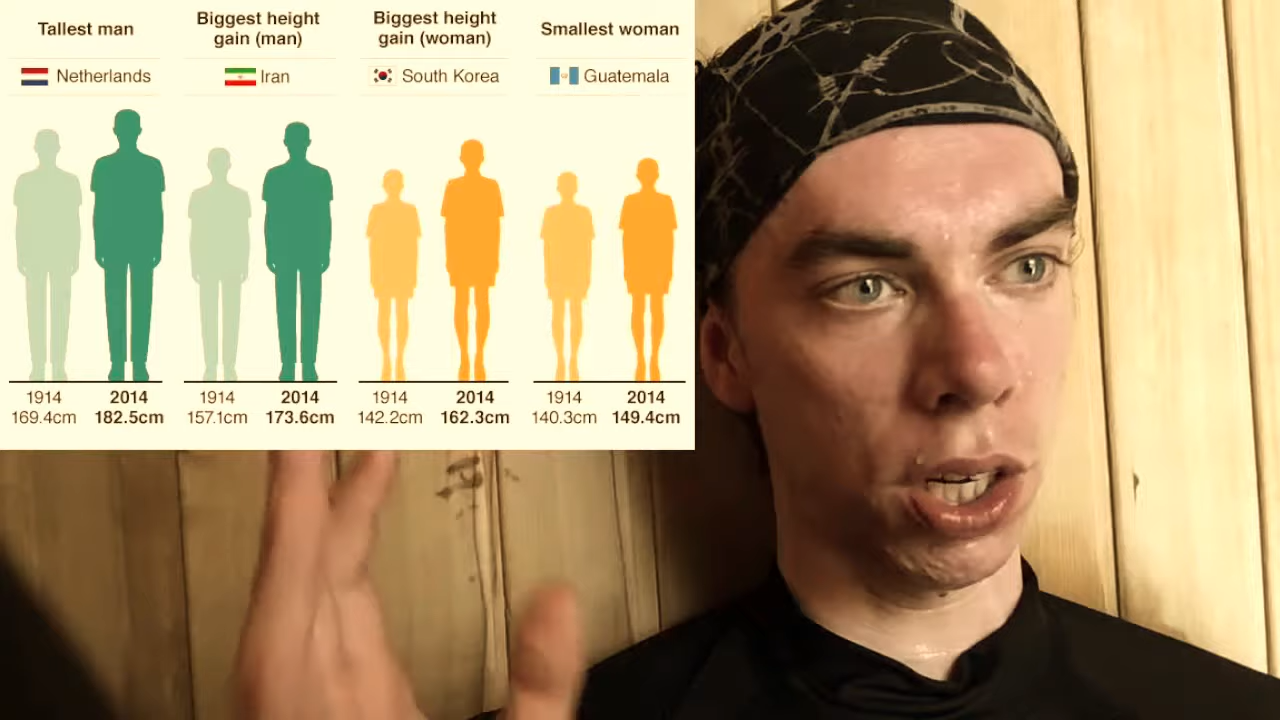 Tallest man
Netherlands
1914 2014
169.4cm 182.5cm
Biggest height
gain (man)
Iran
1914 2014
157.1cm 173.6cm
Biggest height
gain (woman)
South Korea
1914 2014
142.2cm 162.3cm
Smallest woman
Guatemala
1914 2014
140.3cm 149.4cm